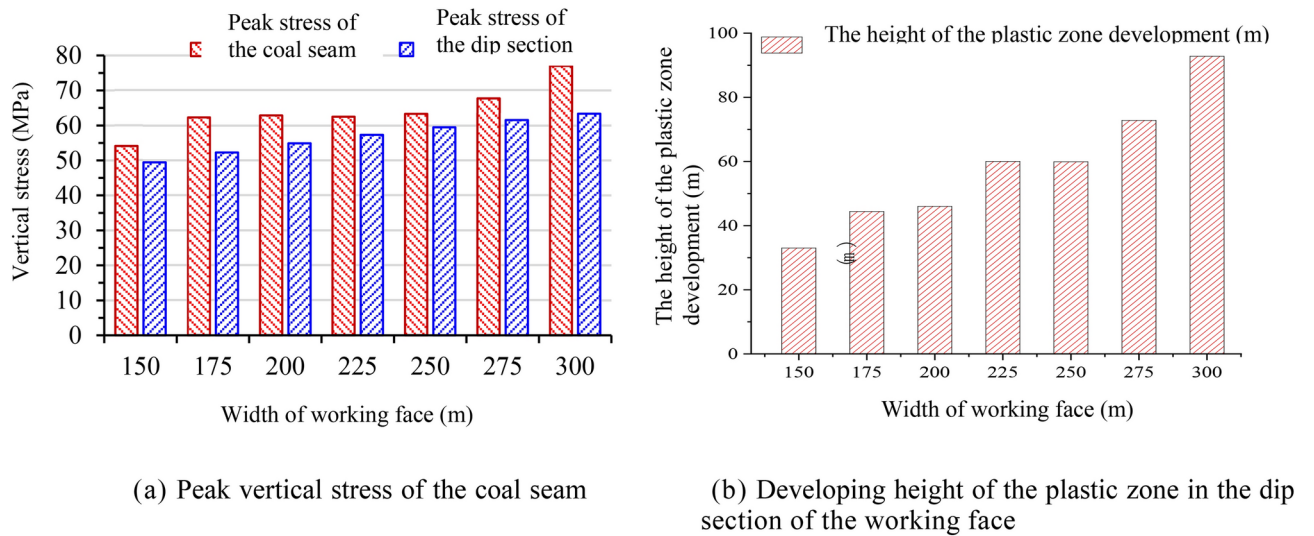 Peak stress of
the coal seam
Peak stress of
the dip section
Vertical stress (MPa)
80
70
60
50
40
30
20
10
0
150 175 200 225 250 275 300
Width of working face (m)
(a) Peak vertical stress of the coal seam
The height of the plastic zone development (m)
The height of the plastic zone
development (m)
100
80
60
40
20
0
150 175 200 225 250 275 300
Width of working face (m)
(b) Developing height of the plastic zone in the dip
section of the working face